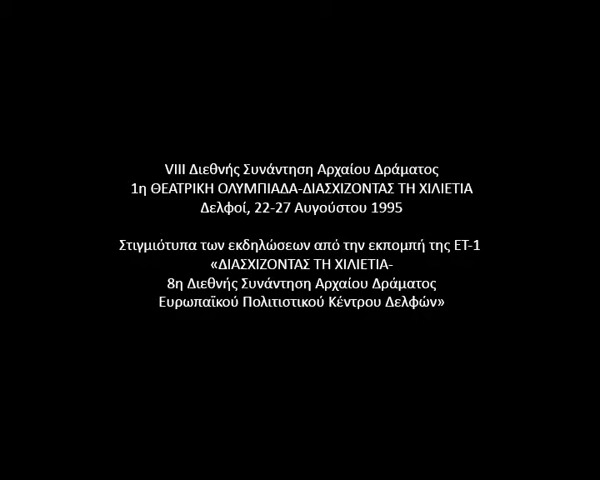 VIII Διεθνής Συνάντηση Αρχαίου Δράματος
1η ΘΕΑΤΡΙΚΗ ΟΛΥΜΠΙΑΔΑ-ΔΙΑΣΧΙΖΟΝΤΑΣ ΤΗ ΧΙΛΙΕΤΙΑ
Δελφοί, 22-27 Αυγούστου 1995
Στιγμιότυπα των εκδηλώσεων από την εκπομπή της ΕΤ-1
«ΔΙΑΣΧΙΖΟΝΤΑΣ ΤΗ ΧΙΛΙΕΤΙΑ-
8η Διεθνής Συνάντηση Αρχαίου Δράματος
Ευρωπαϊκού Πολιτιστικού Κέντρου Δελφών»